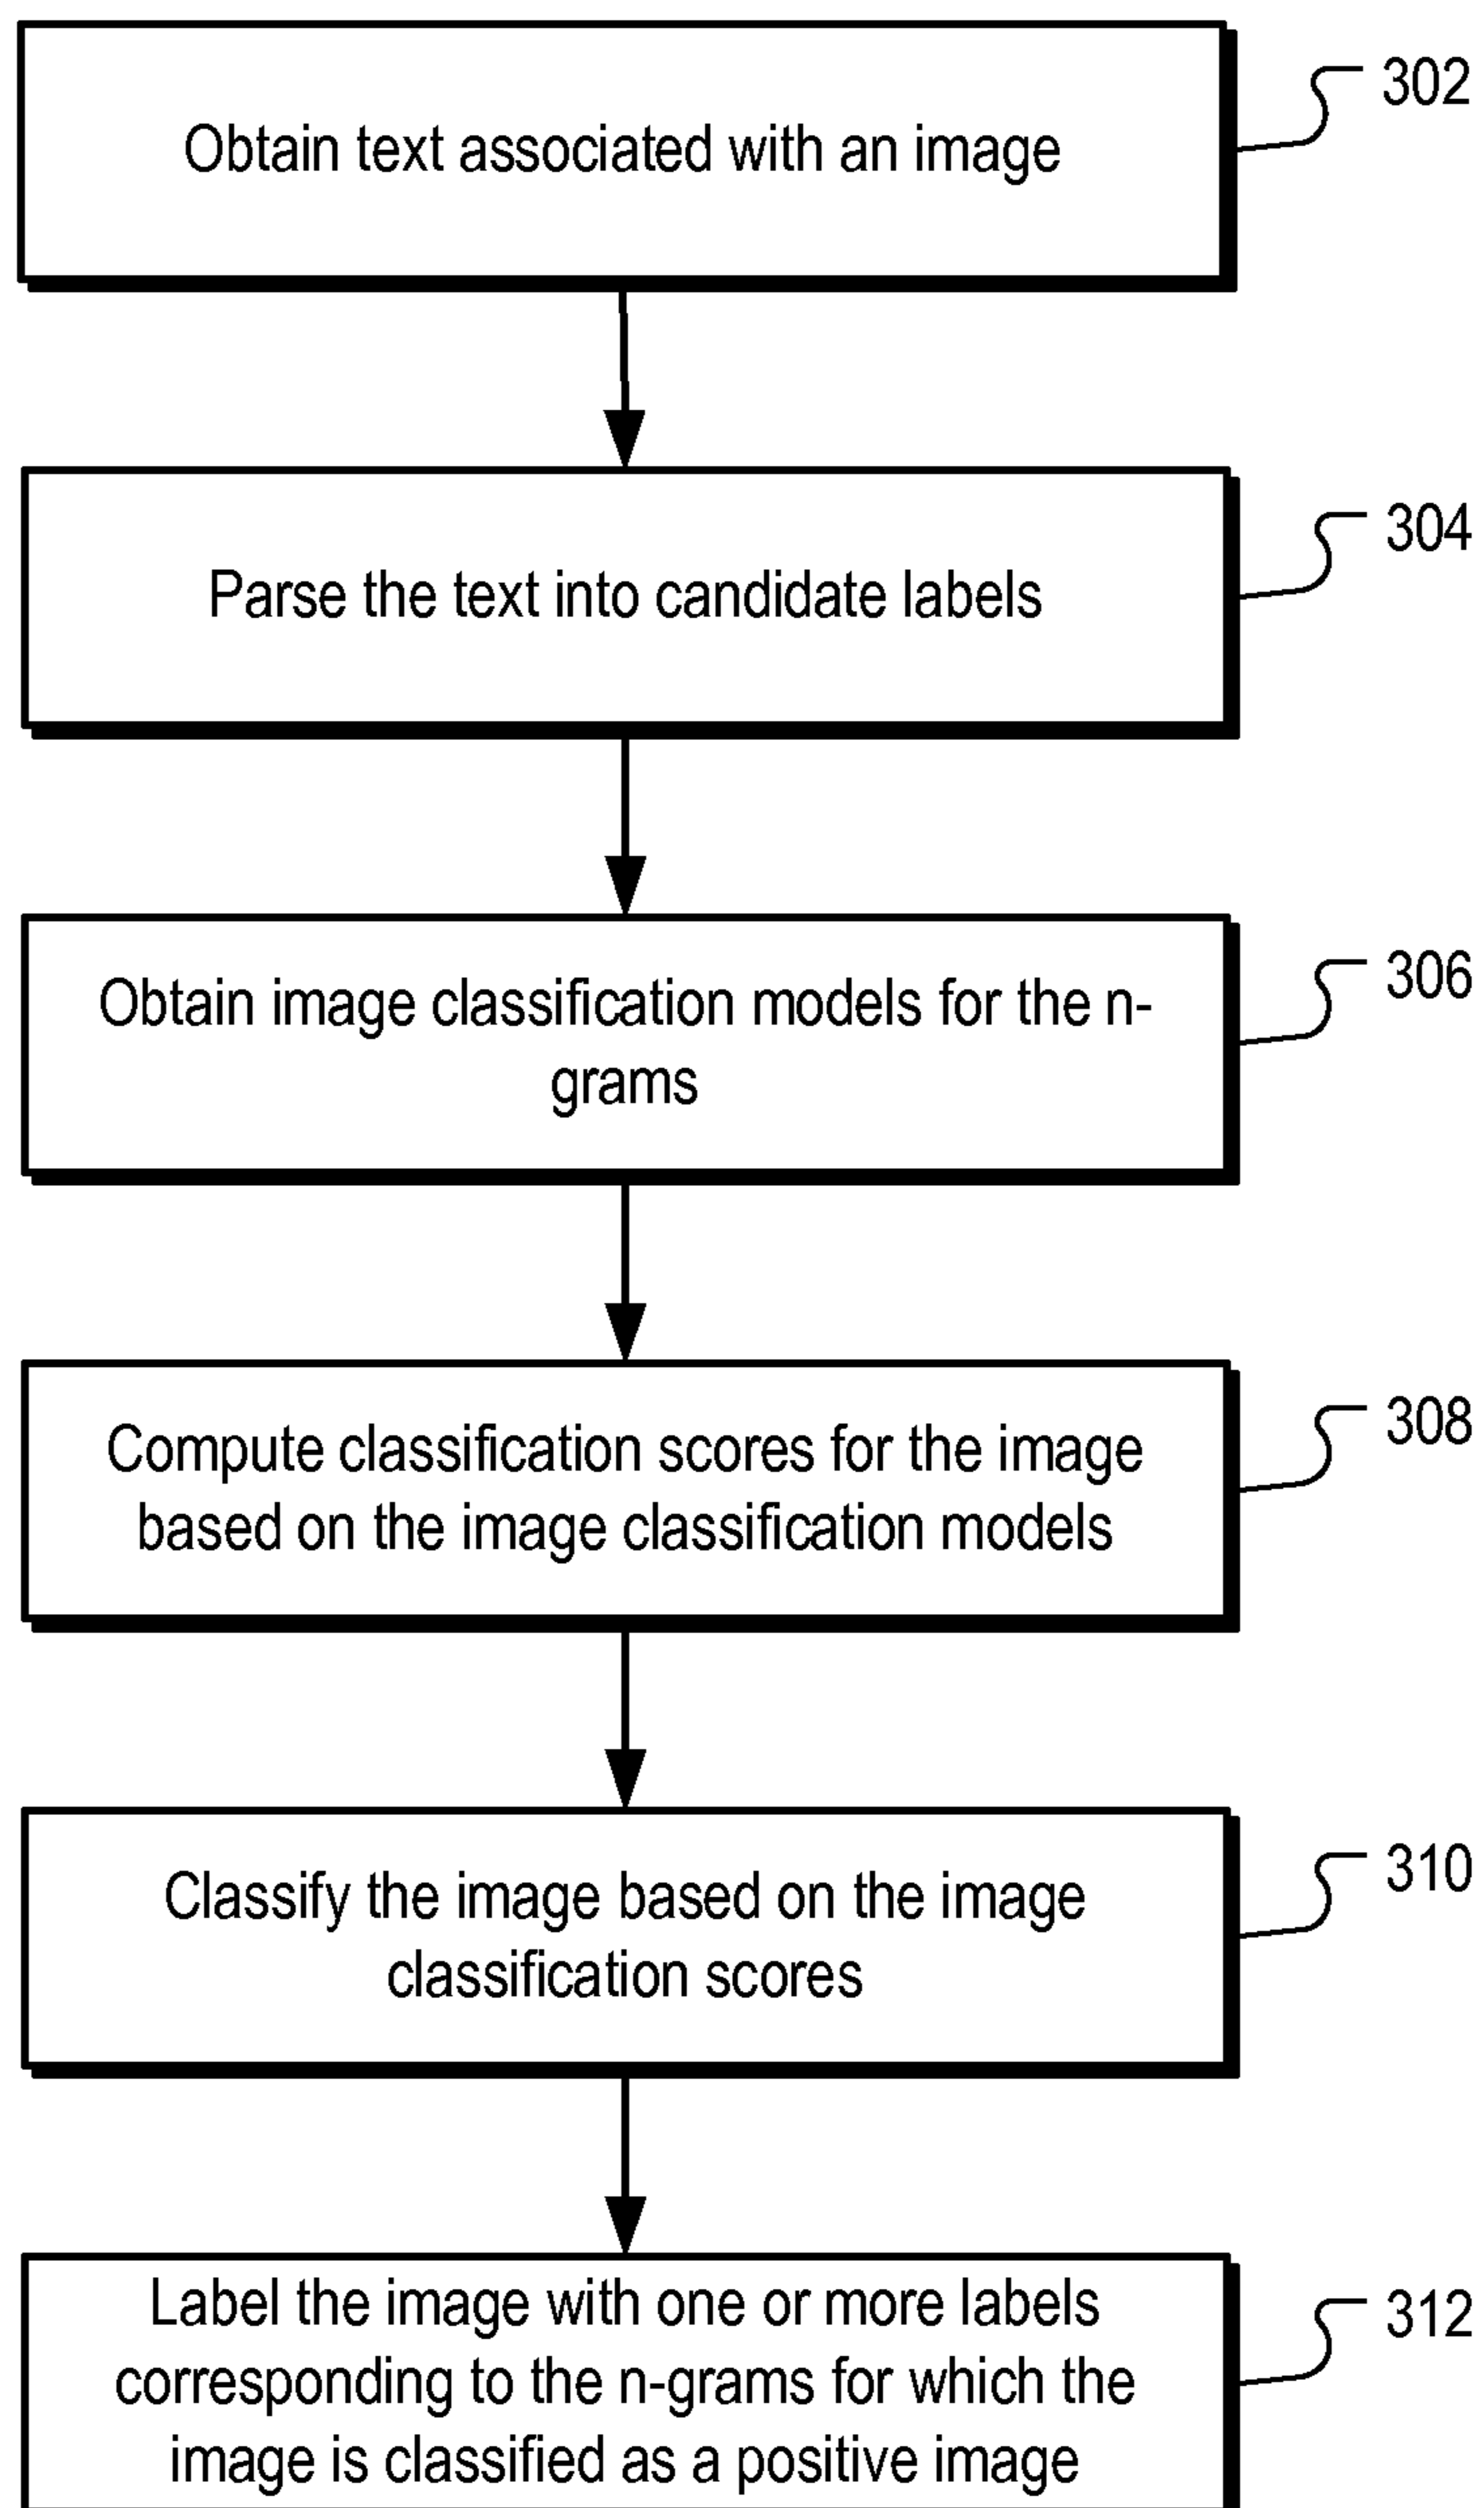 Obtain text associated with an image
302
Parse the text into candidate labels
304
Obtain image classification models for the n-
grams
306
Compute classification scores for the image
based on the image classification models
308
Classify the image based on the image
classification scores
310
Label the image with one or more labels
corresponding to the n-grams for which the
image is classified as a positive image
312